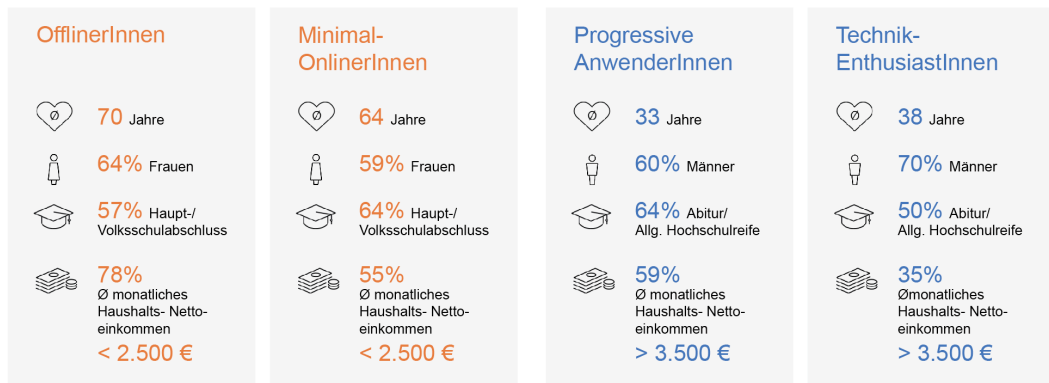 OfflinerInnen
Ø
70 Jahre
64% Frauen
57% Haupt-/
Volksschulabschluss
78%
Ø monatliches
Haushalts- Netto-
einkommen
< 2.500 €
Minimal-
OnlinerInnen
Ø
64 Jahre
59% Frauen
64% Haupt-/
Volksschulabschluss
55%
Ø monatliches
Haushalts- Netto-
einkommen
< 2.500 €
Progressive
AnwenderInnen
Ø
33 Jahre
60% Männer
64% Abitur/
Allg. Hochschulreife
59%
Ø monatliches
Haushalts- Netto-
einkommen
> 3.500 €
Technik-
EnthusiastInnen
Ø
38 Jahre
70% Männer
50% Abitur/
Allg. Hochschulreife
35%
Ømonatliches
Haushalts- Netto-
einkommen
> 3.500 €